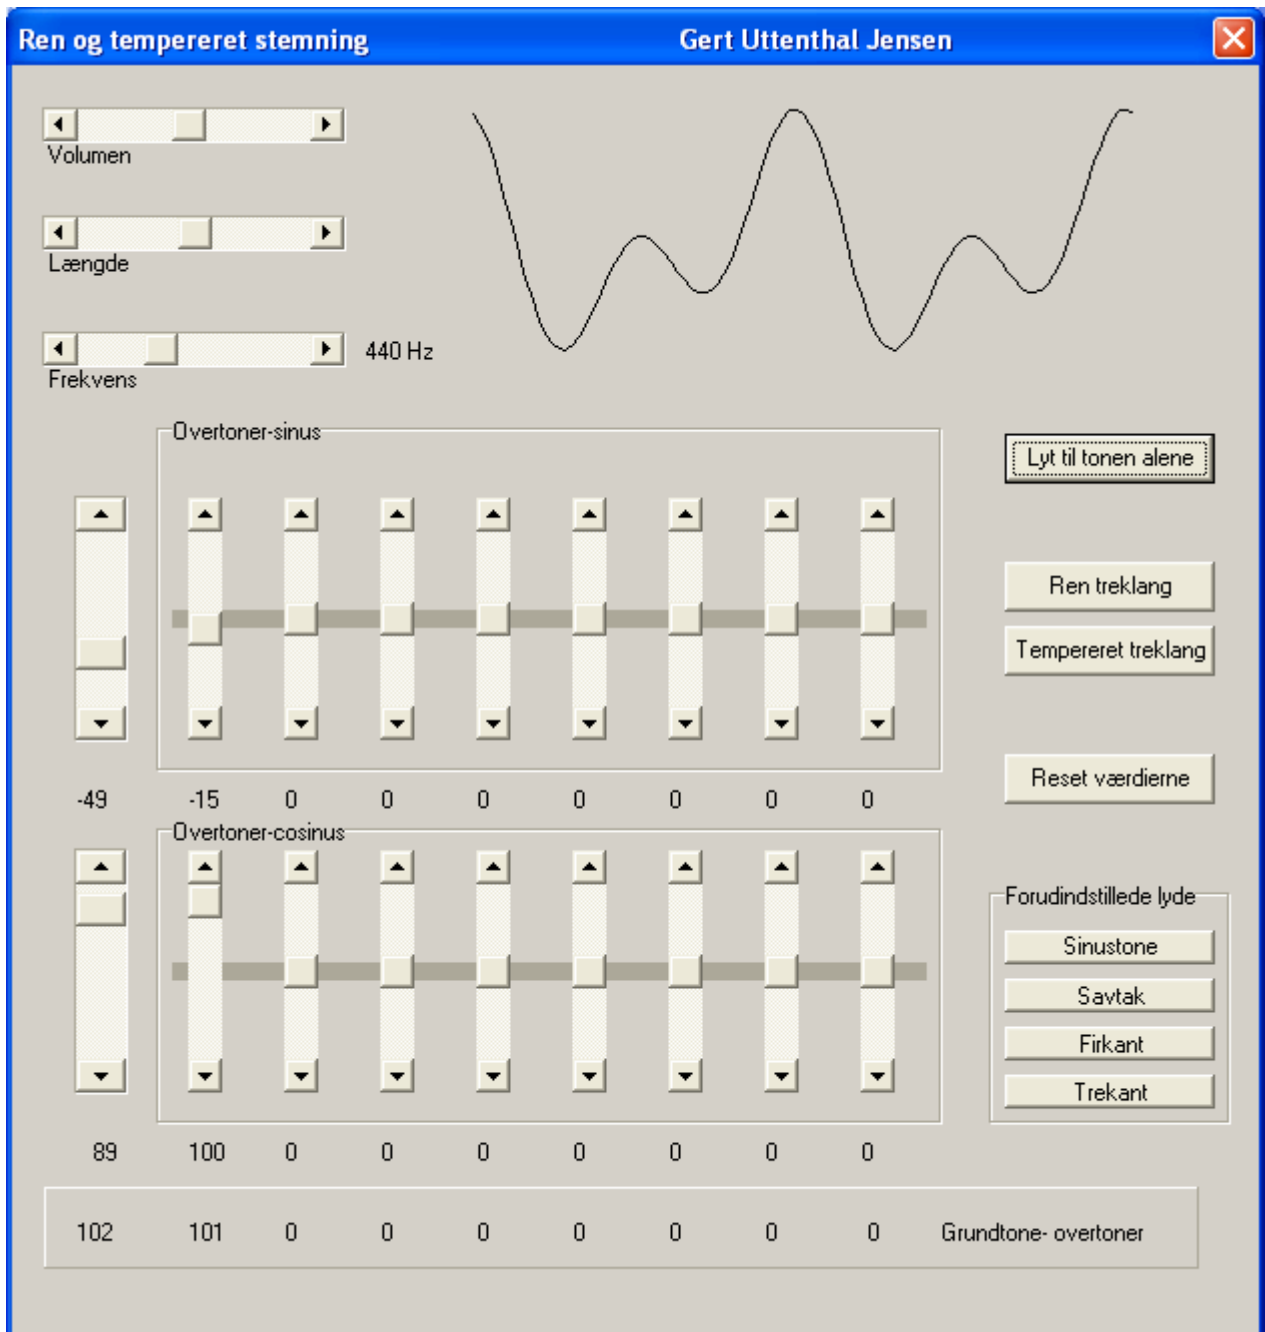 Ren og tempereret stemning Gert Uttenthal Jensen
Volumen
Længde
440 Hz
Frekvens
Overtoner-sinus
Lyt til tonen alene
Ren treklang
Tempereret treklang
Reset værdierne
-49 -15 0 0 0 0 0 0 0
Overtoner-cosinus
Forudindstillede lyde
Sinustone
Savtak
Firkant
Trekant
89 100 0 0 0 0 0 0 0
102 101 0 0 0 0 0 0 0 Grundtone- overtoner